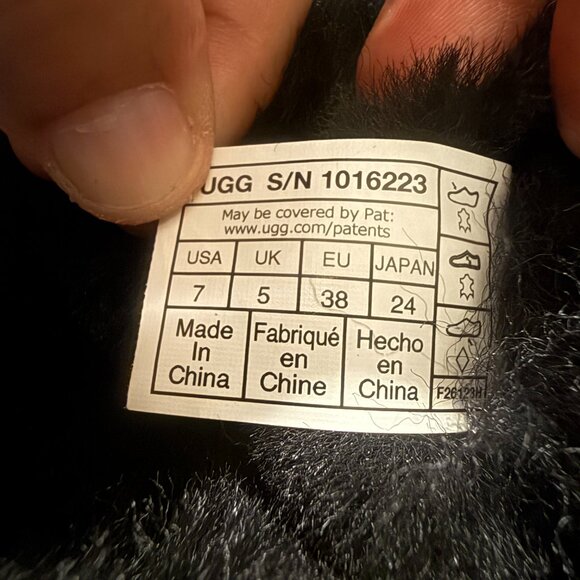 UGG S/N 1016223
May be covered by Pat:
www.ugg.com/patents
USA UK EU JAPAN
7 5 38 24
Made In China
Fabriqué en Chine
Hecho en China